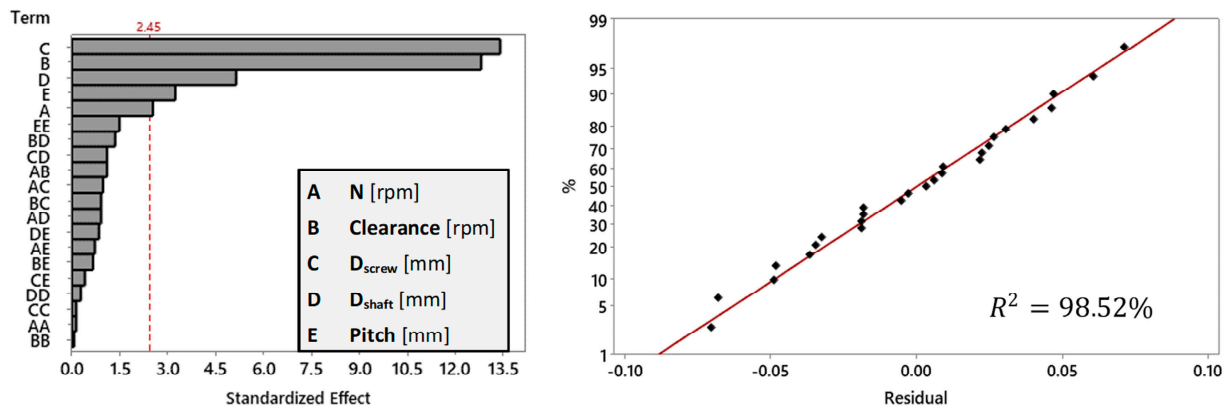 Term
2.45
C
B
D
E
A
EE
BD
CD
AB
AC
BC
AD
DE
AE
BE
CE
DD
CC
AA
BB
0.0 1.5 3.0 4.5 6.0 7.5 9.0 10.5 12.0 13.5
Standardized Effect
A N [rpm]
B Clearance [rpm]
C Dscrew [mm]
D Dshaft [mm]
E Pitch [mm]
99
95
90
80
70
60
50
40
30
20
10
5
1
%
R² = 98.52%
-0.10 -0.05 0.00 0.05 0.10
Residual